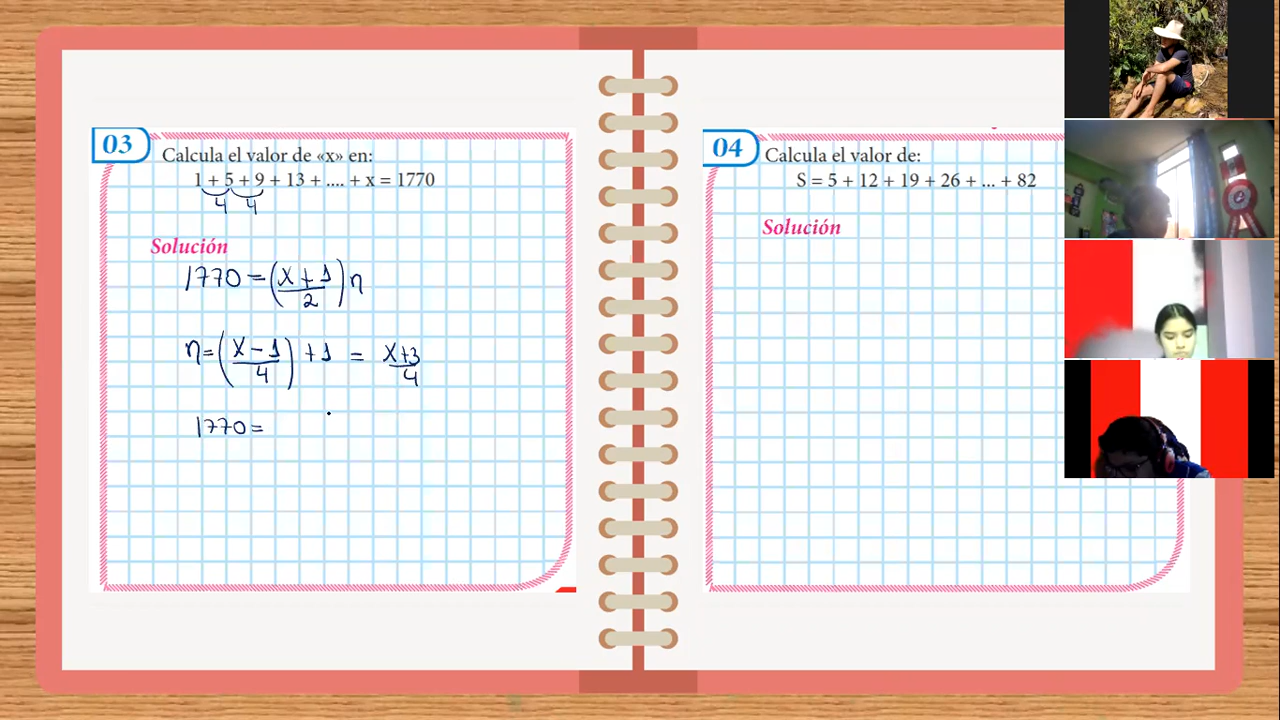 03
Calcula el valor de «x» en:
1 + 5 + 9 + 13 + .... + x = 1770
4 4
Solución
1770 = (x + 1 / 2) n
n = (x - 1 / 4) + 1 = x+3 / 4
1770 =
04
Calcula el valor de:
S = 5 + 12 + 19 + 26 + ... + 82
Solución